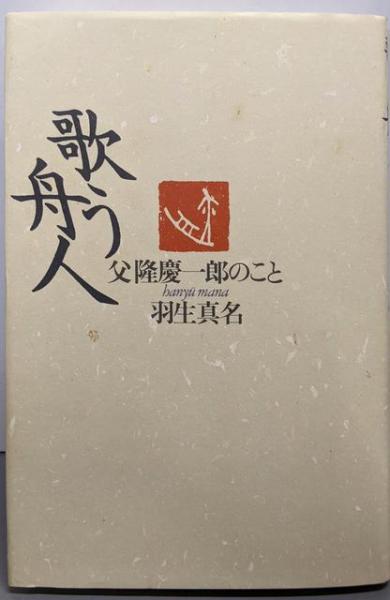 歌う舟人
父隆慶一郎のこと
hanyū mana
羽生真名